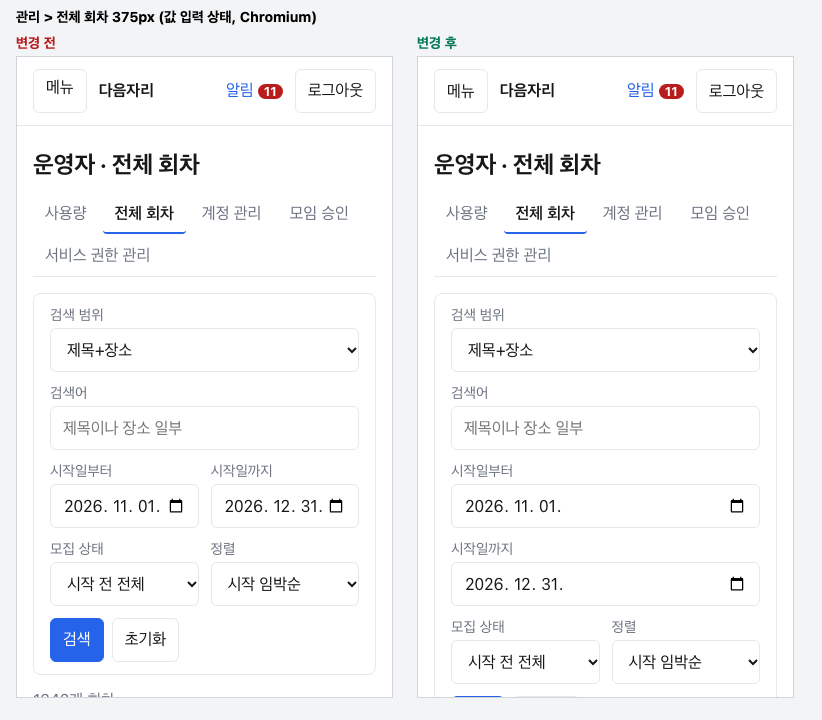 관리 > 전체 회차 375px (값 입력 상태, Chromium)
변경 전
메뉴 다음자리 알림 11 로그아웃
운영자 · 전체 회차
사용량 전체 회차 계정 관리 모임 승인
서비스 권한 관리
검색 범위
제목+장소
검색어
제목이나 장소 일부
시작일부터 시작일까지
2026. 11. 01. 2026. 12. 31.
모집 상태 정렬
시작 전 전체 시작 임박순
검색 초기화
변경 후
메뉴 다음자리 알림 11 로그아웃
운영자 · 전체 회차
사용량 전체 회차 계정 관리 모임 승인
서비스 권한 관리
검색 범위
제목+장소
검색어
제목이나 장소 일부
시작일부터
2026. 11. 01.
시작일까지
2026. 12. 31.
모집 상태 정렬
시작 전 전체 시작 임박순